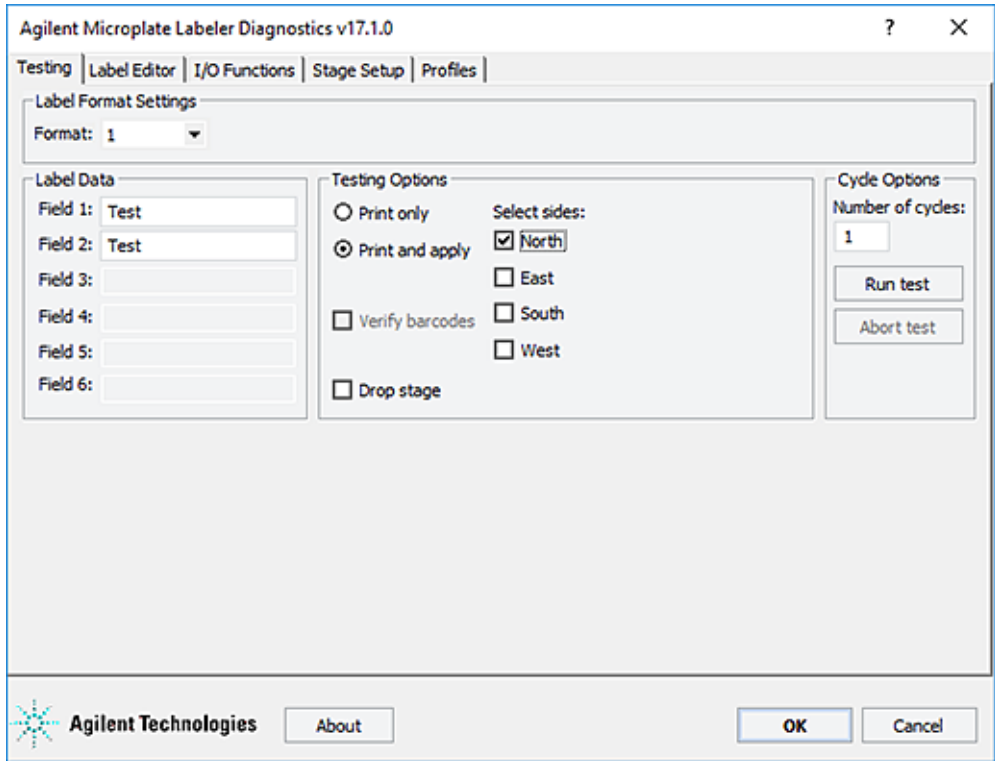 Agilent Microplate Labeler Diagnostics v17.1.0 ?
Testing Label Editor I/O Functions Stage Setup Profiles
Label Format Settings
Format: 1
Label Data
Field 1: Test
Field 2: Test
Field 3:
Field 4:
Field 5:
Field 6:
Testing Options
Print only
Print and apply
Verify barcodes
Drop stage
Select sides:
North
East
South
West
Cycle Options
Number of cycles:
1
Run test
Abort test
Agilent Technologies About OK Cancel